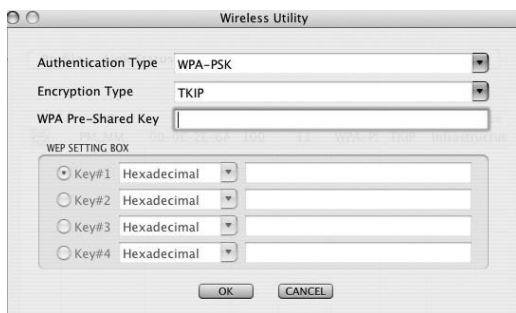 Wireless Utility
Authentication Type WPA-PSK
Encryption Type TKIP
WPA Pre-Shared Key
WEP SETTING BOX
Key#1 Hexadecimal
Key#2 Hexadecimal
Key#3 Hexadecimal
Key#4 Hexadecimal
OK CANCEL